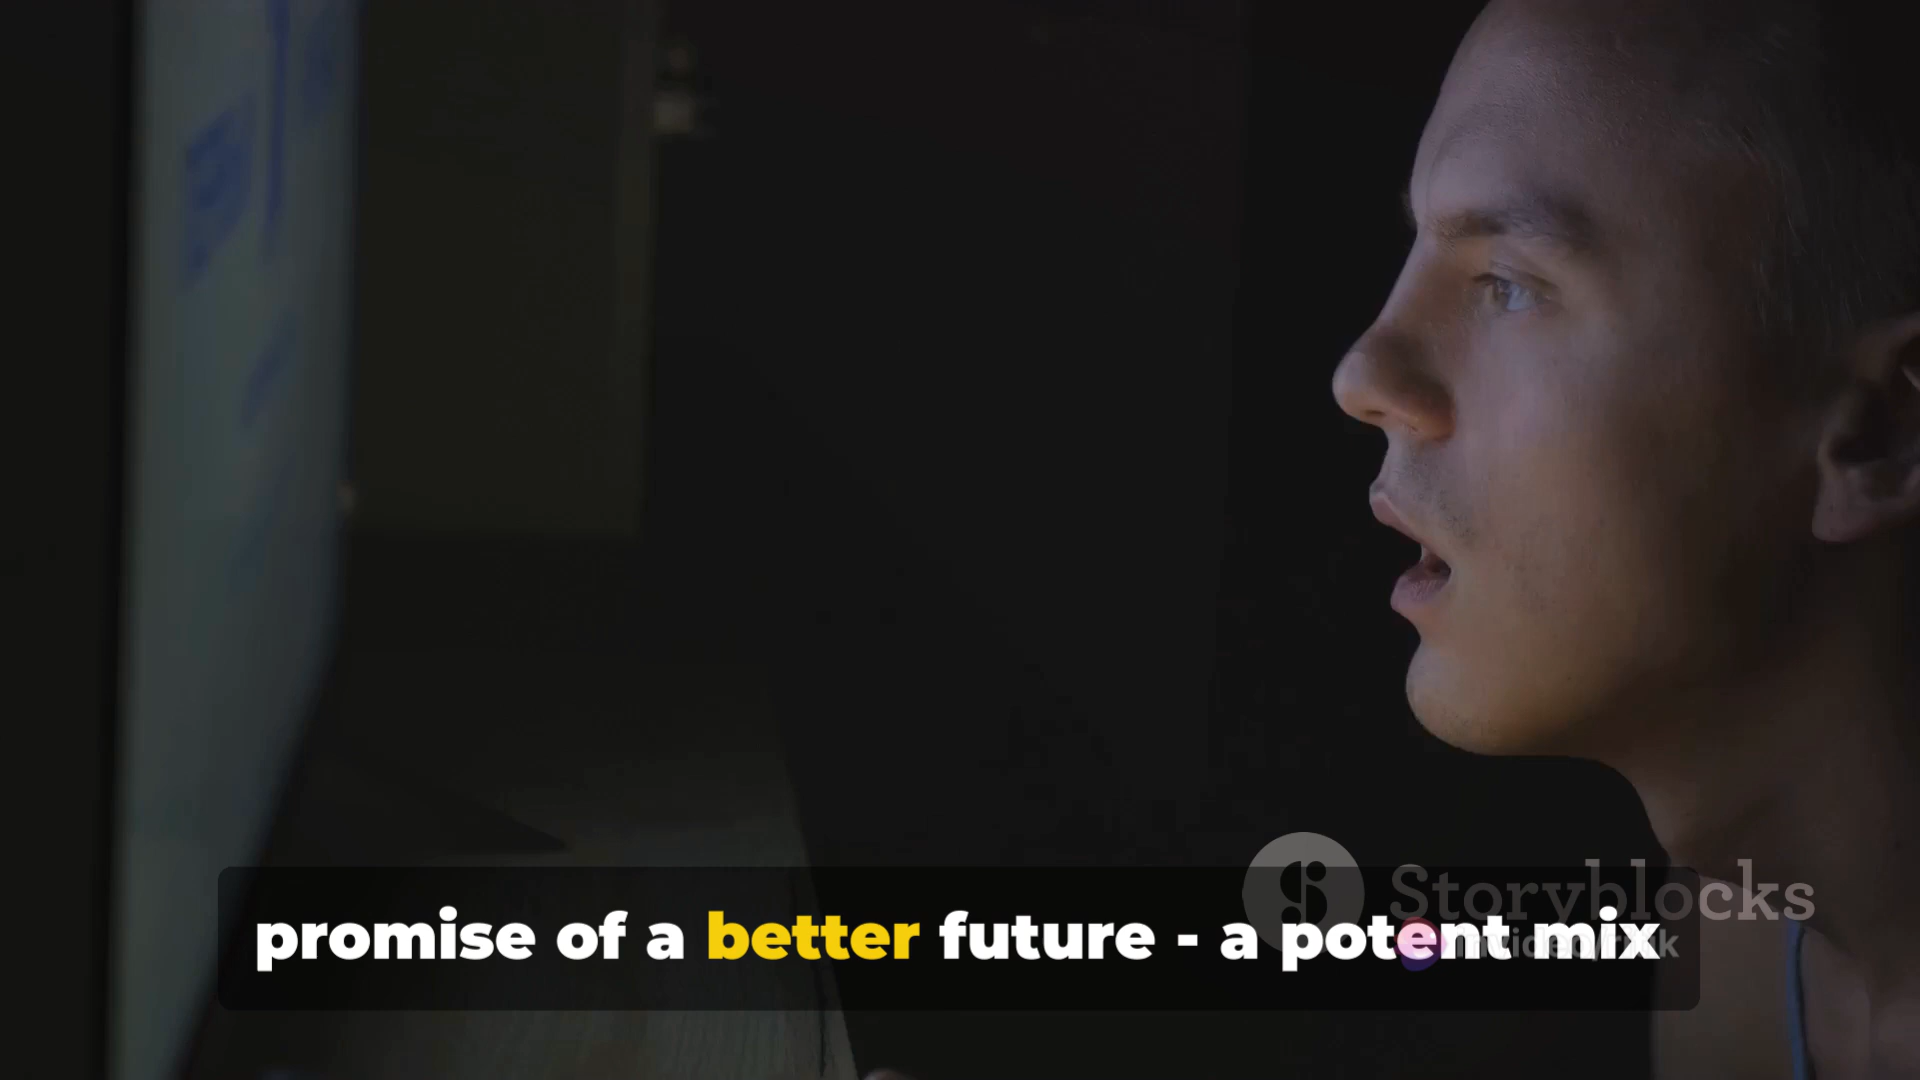 Storyblocks
promise of a better future - a potent mix